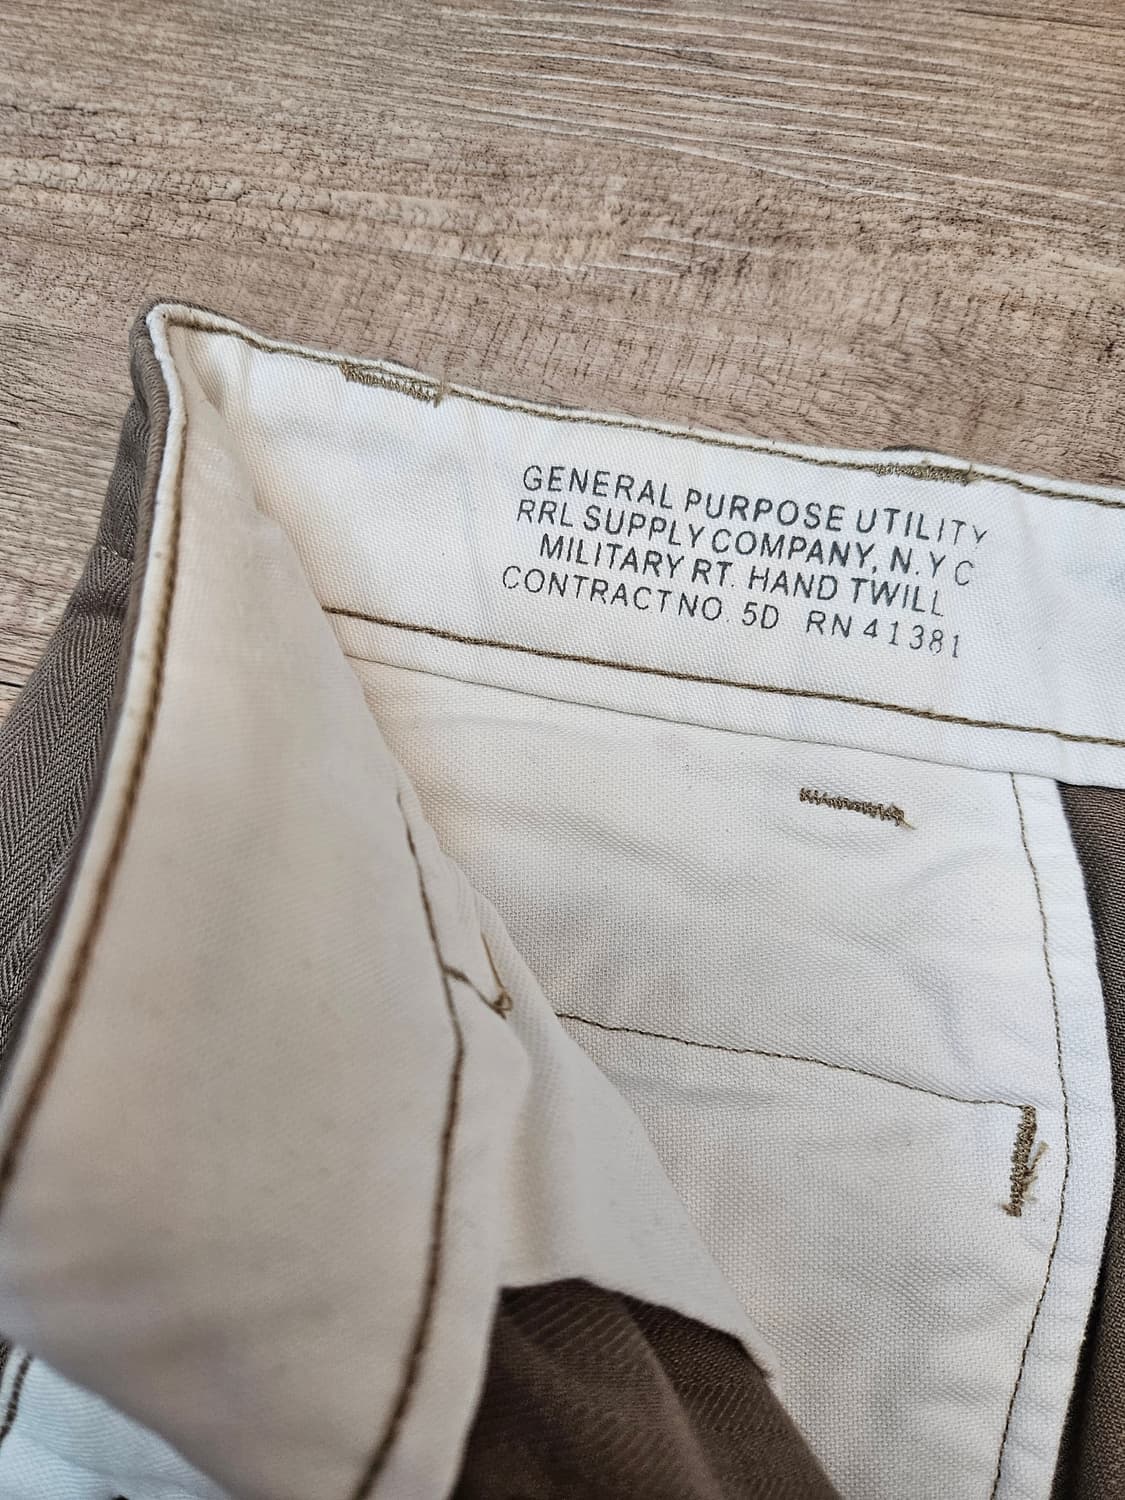 GENERAL PURPOSE UTILITY
RRL SUPPLY COMPANY, N.Y C
MILITARY RT. HAND TWILL
CONTRACT NO. 5D RN 41381